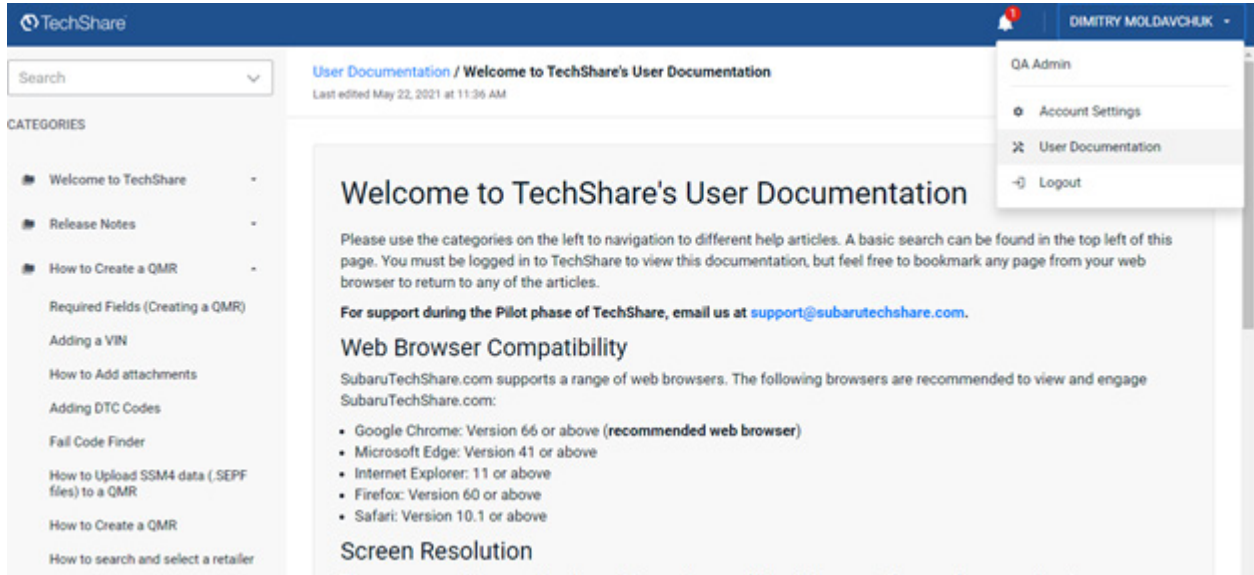 TechShare
1
DIMITRY MOLDAVCHUK
QA Admin
Account Settings
User Documentation
Logout
Search
CATEGORIES
Welcome to TechShare
Release Notes
How to Create a QMR
Required Fields (Creating a QMR)
Adding a VIN
How to Add attachments
Adding DTC Codes
Fail Code Finder
How to Upload SSM4 data (.SEPF
files) to a QMR
How to Create a QMR
How to search and select a retailer
User Documentation / Welcome to TechShare's User Documentation
Last edited May 22, 2021 at 11:36 AM
Welcome to TechShare's User Documentation
Please use the categories on the left to navigation to different help articles. A basic search can be found in the top left of this
page. You must be logged in to TechShare to view this documentation, but feel free to bookmark any page from your web
browser to return to any of the articles.
For support during the Pilot phase of TechShare, email us at support@subarutechshare.com.
Web Browser Compatibility
SubaruTechShare.com supports a range of web browsers. The following browsers are recommended to view and engage
SubaruTechShare.com:
• Google Chrome: Version 66 or above (recommended web browser)
• Microsoft Edge: Version 41 or above
• Internet Explorer: 11 or above
• Firefox: Version 60 or above
• Safari: Version 10.1 or above
Screen Resolution